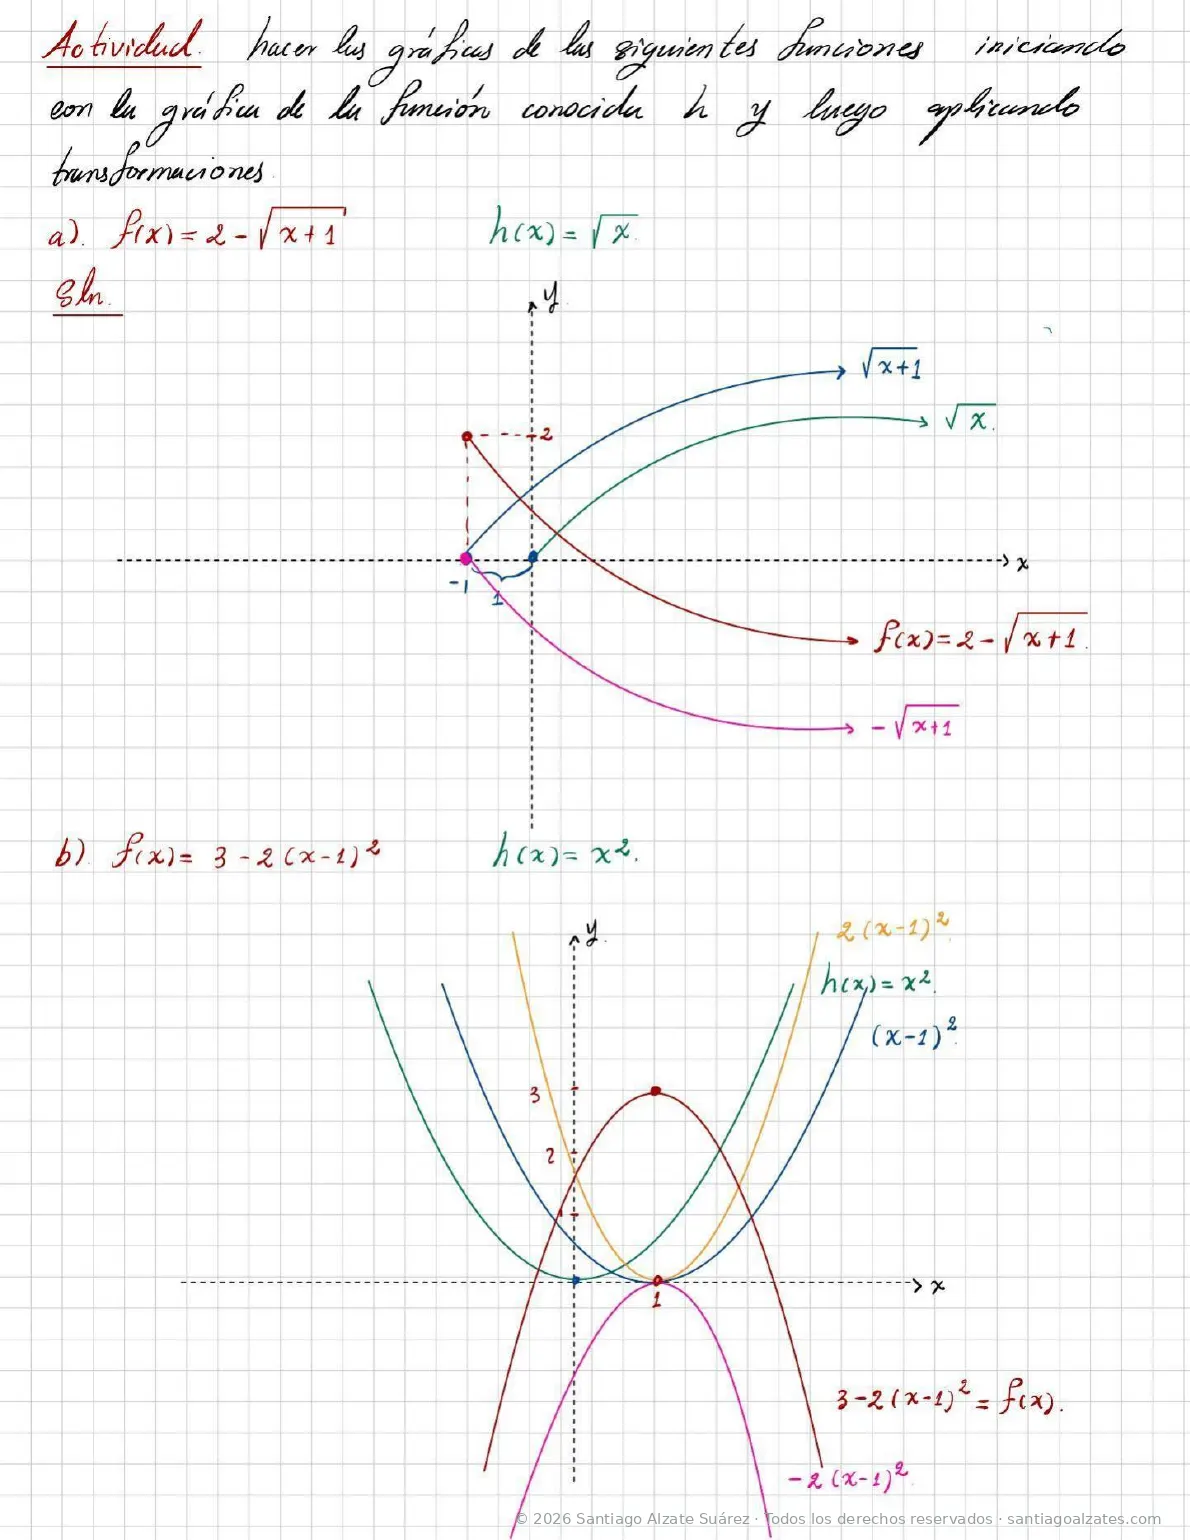 Actividad. hacer las gráficas de las siguientes funciones iniciando
con la gráfica de la función conocida h y luego aplicando
transformaciones.
a). f(x) = 2 - √(x+1) h(x) = √x.
Sln.
y
√(x+1)
√x.
2
x
-1
1
f(x) = 2 - √(x+1).
-√(x+1)
b). f(x) = 3 - 2(x-1)² h(x) = x².
y.
2(x-1)².
h(x) = x².
(x-1)².
3
2
1
x
1
3-2(x-1)² = f(x).
-2(x-1)².
© 2026 Santiago Alzate Suárez · Todos los derechos reservados · santiagoalzates.com